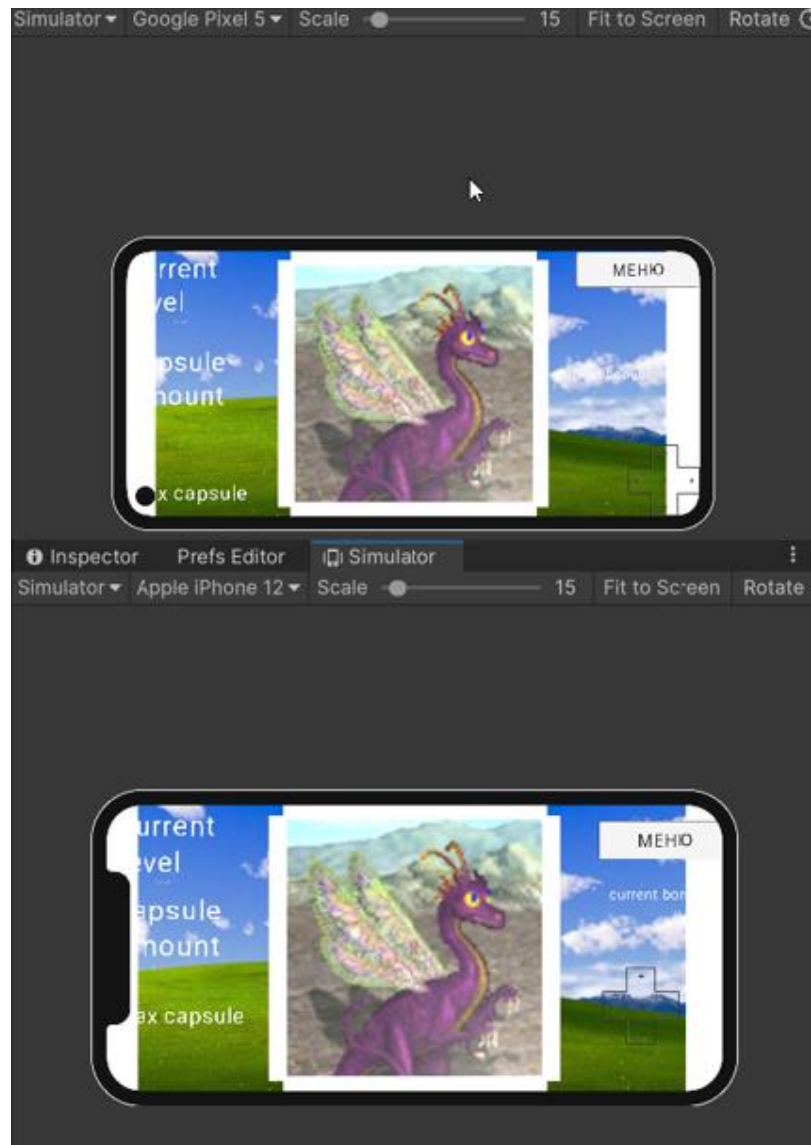 Simulator Google Pixel 5 Scale 15 Fit to Screen Rotate
rrent
vel
МЕНЮ
psule
mount
x capsule
Inspector Prefs Editor Simulator
Simulator Apple iPhone 12 Scale 15 Fit to Screen Rotate
urrent
evel
МЕНЮ
apsule
mount
current bon
ax capsule